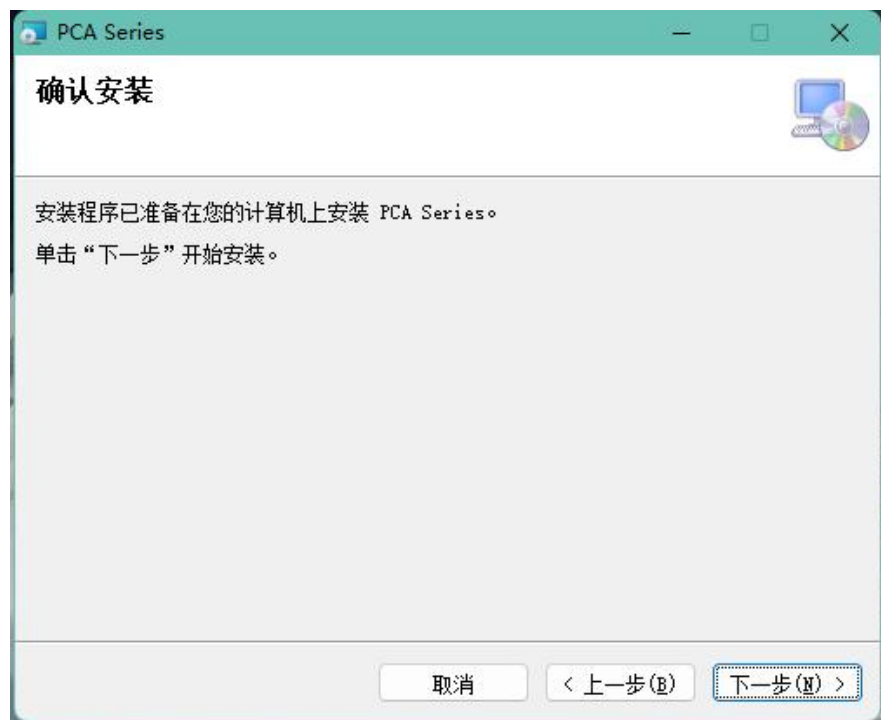 PCA Series
确认安装
安装程序已准备在您的计算机上安装 PCA Series。
单击“下一步”开始安装。
取消
< 上一步(B)
下一步(N) >